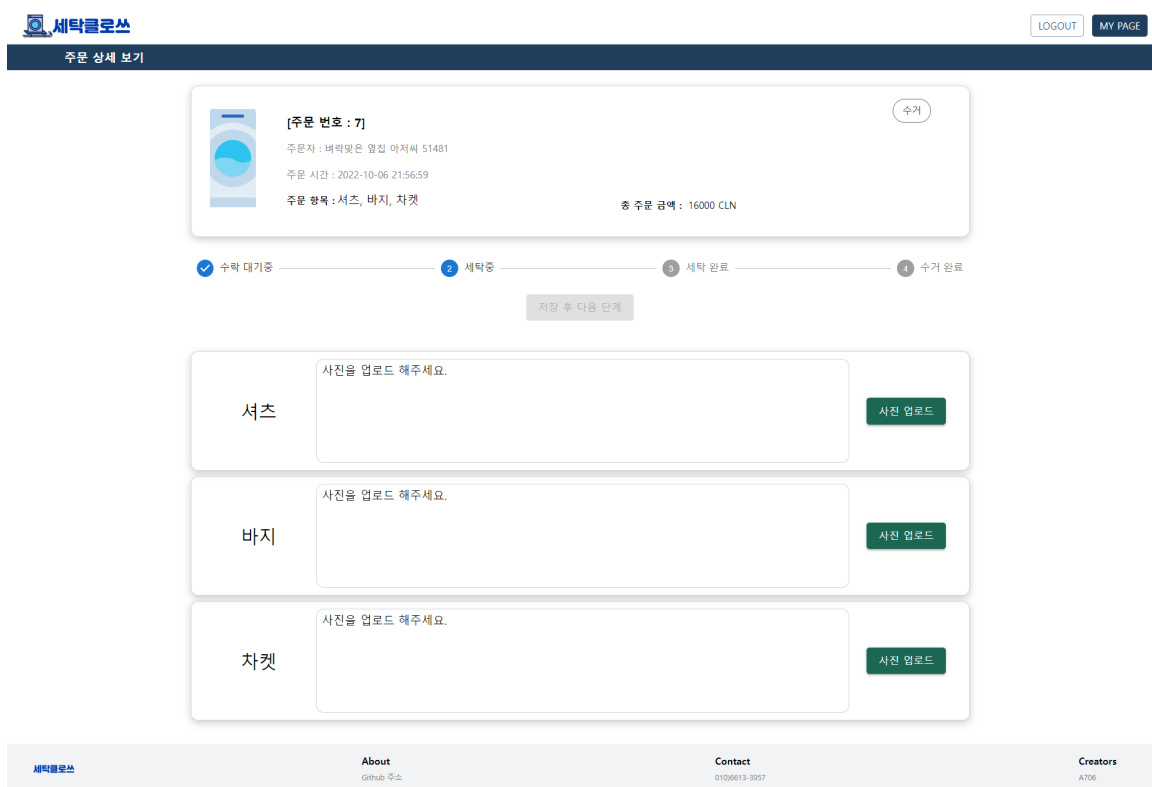 세탁클로쓰
LOGOUT MY PAGE
주문 상세 보기
[주문 번호 : 7]
수거
주문자 : 벼락맞은 옆집 아저씨 51481
주문 시간 : 2022-10-06 21:56:59
주문 항목 : 셔츠, 바지, 차켓
총 주문 금액 : 16000 CLN
수락 대기중 2 세탁중 3 세탁 완료 4 수거 완료
저장 후 다음 단계
사진을 업로드 해주세요.
셔츠
사진 업로드
사진을 업로드 해주세요.
바지
사진 업로드
사진을 업로드 해주세요.
차켓
사진 업로드
세탁클로쓰
About
Github 주소
Contact
010)6613-3957
Creators
A706